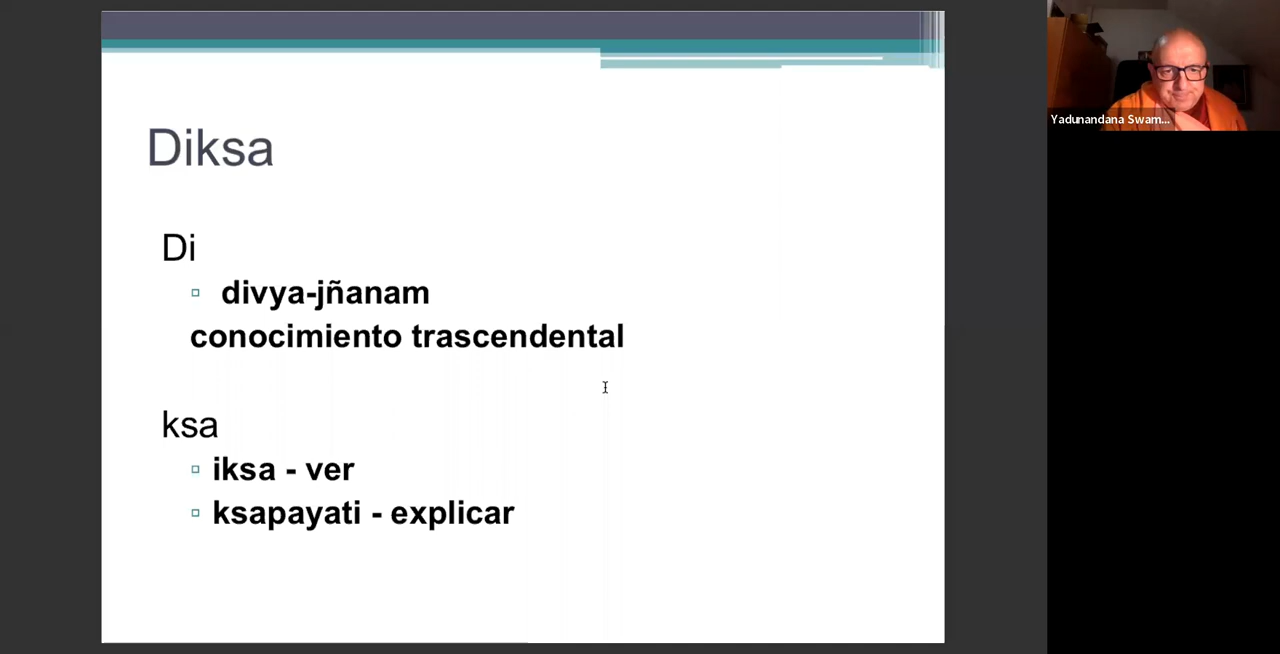 Diksa
Di
divya-jñanam
conocimiento trascendental
ksa
iksa - ver
ksapayati - explicar
Yadunandana Swam...